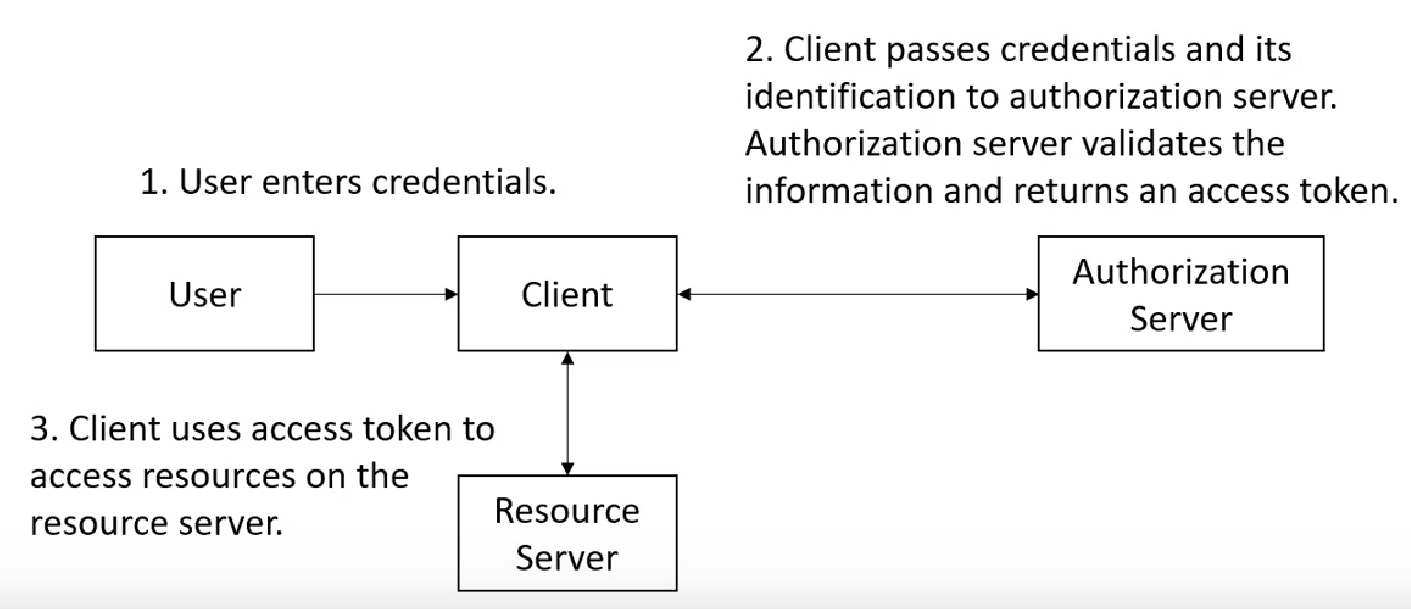 2. Client passes credentials and its
identification to authorization server.
Authorization server validates the
information and returns an access token.
1. User enters credentials.
User
Client
Authorization
Server
3. Client uses access token to
access resources on the
resource server.
Resource
Server